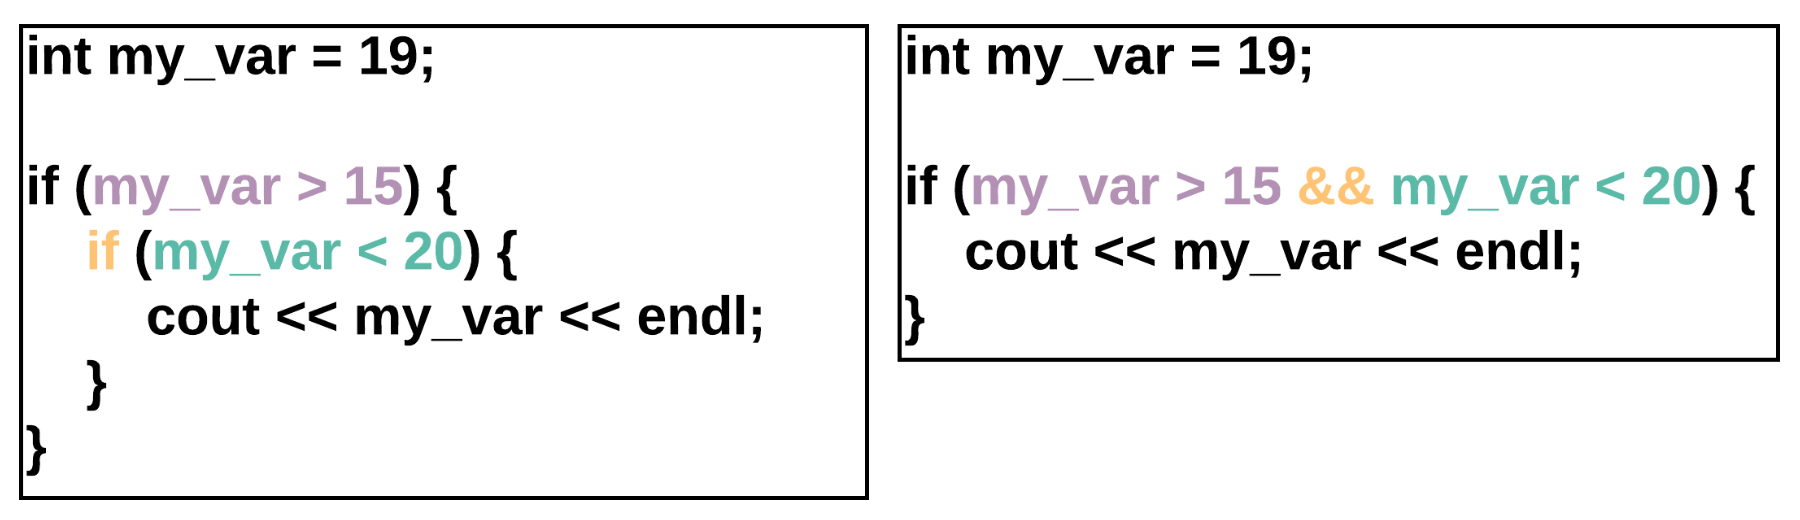 int my_var = 19;
if (my_var > 15) {
if (my_var < 20) {
cout << my_var << endl;
}
}
int my_var = 19;
if (my_var > 15 && my_var < 20) {
cout << my_var << endl;
}